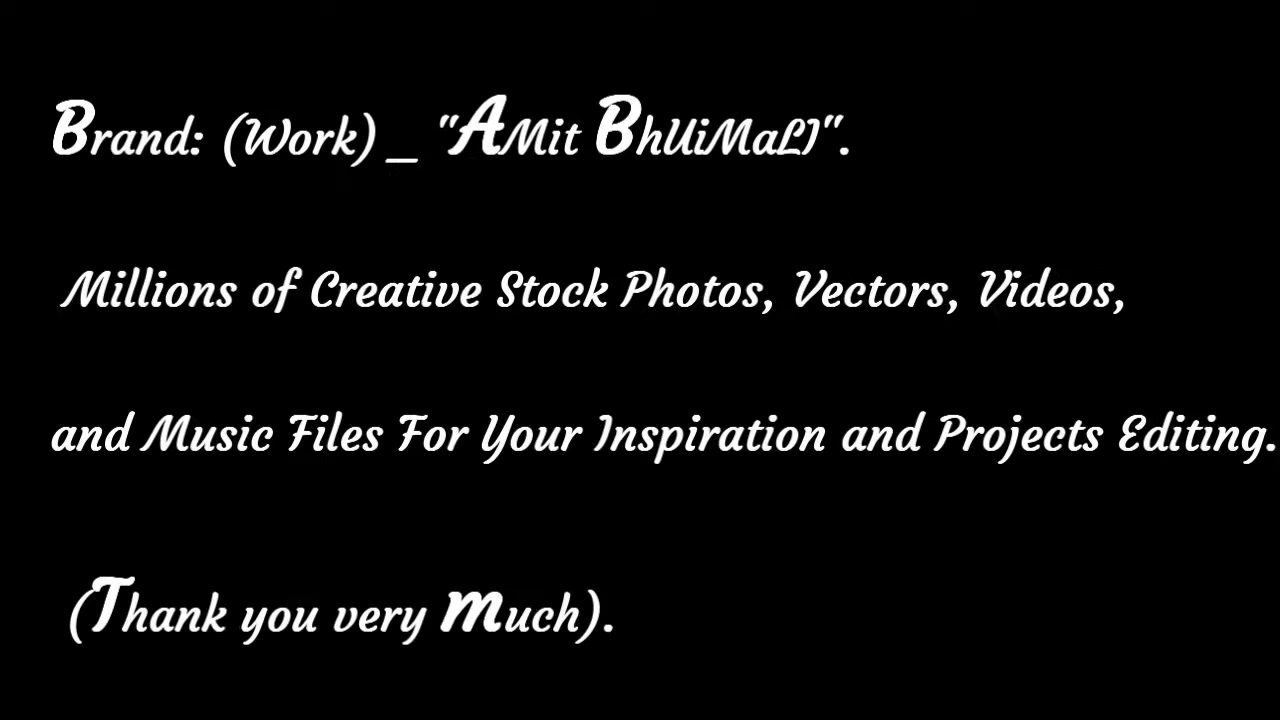 Brand: (Work) _ "AMit BhUiMaLI".
Millions of Creative Stock Photos, Vectors, Videos,
and Music Files For Your Inspiration and Projects Editing.
(Thank you very much).